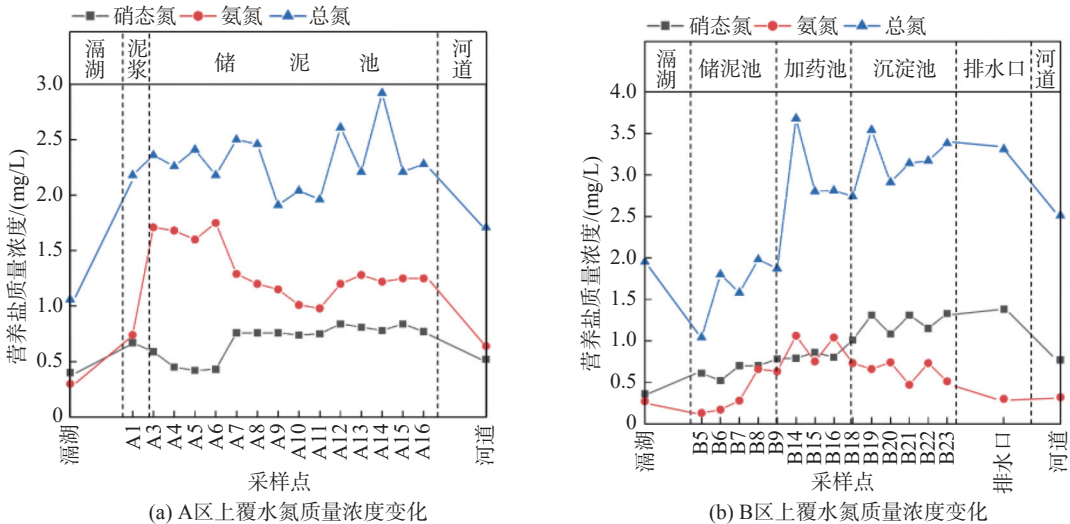 硝态氮 氨氮 总氮
滆湖 泥浆 储 泥 池 河道
3.0
2.5
2.0
1.5
1.0
0.5
0
营养盐质量浓度/(mg/L)
滆湖 A1 A3 A4 A5 A6 A7 A8 A9 A10 A11 A12 A13 A14 A15 A16 河道
采样点
(a) A区上覆水氮质量浓度变化
硝态氮 氨氮 总氮
滆湖 储泥池 加药池 沉淀池 排水口 河道
4.0
3.5
3.0
2.5
2.0
1.5
1.0
0.5
0
营养盐质量浓度/(mg/L)
滆湖 B5 B6 B7 B8 B9 B14 B15 B16 B18 B19 B20 B21 B22 B23 排水口 河道
采样点
(b) B区上覆水氮质量浓度变化